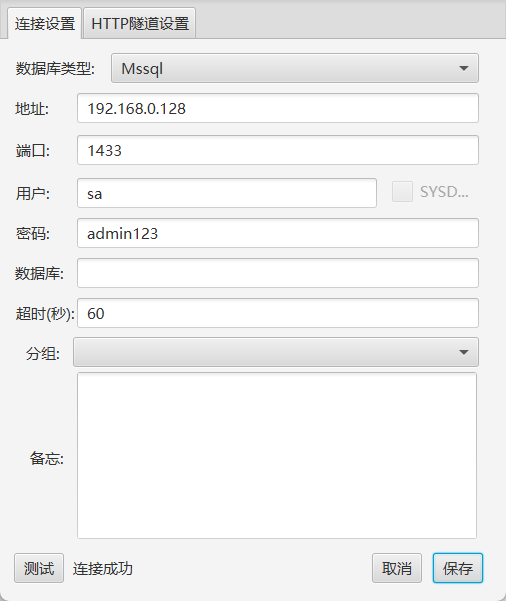 连接设置 HTTP隧道设置
数据库类型: Mssql
地址: 192.168.0.128
端口: 1433
用户: sa SYSD...
密码: admin123
数据库:
超时(秒): 60
分组:
备忘:
测试 连接成功 取消 保存